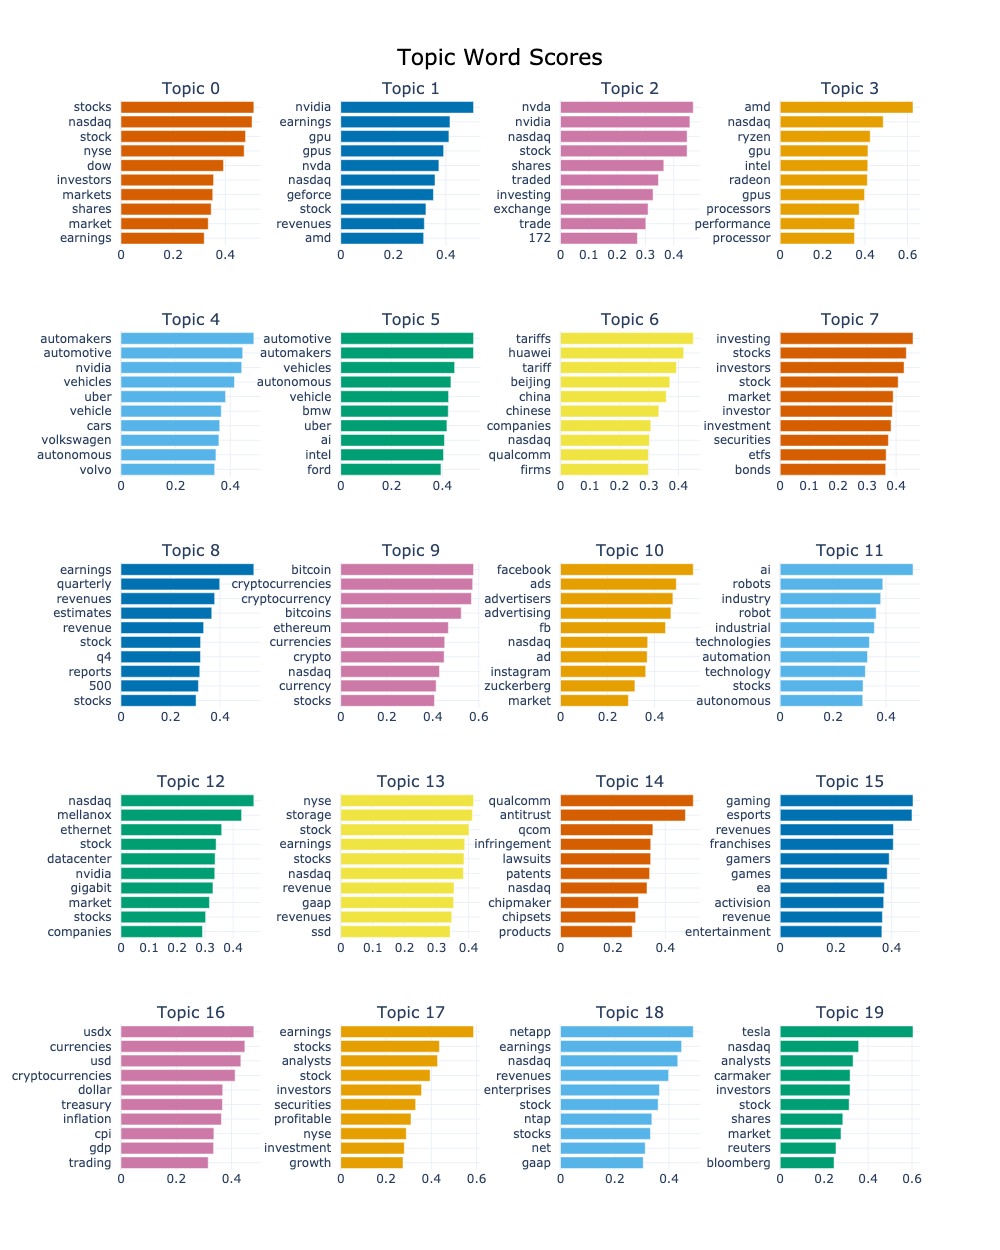 Topic Word Scores
Topic 0
stocks
nasdaq
stock
nyse
dow
investors
markets
shares
market
earnings
0 0.2 0.4
Topic 1
nvidia
earnings
gpu
gpus
nvda
nasdaq
geforce
stock
revenues
amd
0 0.2 0.4
Topic 2
nvda
nvidia
nasdaq
stock
shares
traded
investing
exchange
trade
172
0 0.1 0.2 0.3 0.4
Topic 3
amd
nasdaq
ryzen
gpu
intel
radeon
gpus
processors
performance
processor
0 0.2 0.4 0.6
Topic 4
automakers
automotive
nvidia
vehicles
uber
vehicle
cars
volkswagen
autonomous
volvo
0 0.2 0.4
Topic 5
automotive
automakers
vehicles
autonomous
vehicle
bmw
uber
ai
intel
ford
0 0.2 0.4
Topic 6
tariffs
huawei
tariff
beijing
china
chinese
companies
nasdaq
qualcomm
firms
0 0.1 0.2 0.3 0.4
Topic 7
investing
stocks
investors
stock
market
investor
investment
securities
etfs
bonds
0 0.1 0.2 0.3 0.4
Topic 8
earnings
quarterly
revenues
estimates
revenue
stock
q4
reports
500
stocks
0 0.2 0.4
Topic 9
bitcoin
cryptocurrencies
cryptocurrency
bitcoins
ethereum
currencies
crypto
nasdaq
currency
stocks
0 0.2 0.4 0.6
Topic 10
facebook
ads
advertisers
advertising
fb
nasdaq
ad
instagram
zuckerberg
market
0 0.2 0.4
Topic 11
ai
robots
industry
robot
industrial
technologies
automation
technology
stocks
autonomous
0 0.2 0.4
Topic 12
nasdaq
mellanox
ethernet
stock
datacenter
nvidia
gigabit
market
stocks
companies
0 0.1 0.2 0.3 0.4
Topic 13
nyse
storage
stock
earnings
stocks
nasdaq
revenue
gaap
revenues
ssd
0 0.1 0.2 0.3 0.4
Topic 14
qualcomm
antitrust
qcom
infringement
lawsuits
patents
nasdaq
chipmaker
chipsets
products
0 0.2 0.4
Topic 15
gaming
esports
revenues
franchises
gamers
games
ea
activision
revenue
entertainment
0 0.2 0.4
Topic 16
usdx
currencies
usd
cryptocurrencies
dollar
treasury
inflation
cpi
gdp
trading
0 0.2 0.4
Topic 17
earnings
stocks
analysts
stock
investors
securities
profitable
nyse
investment
growth
0 0.2 0.4 0.6
Topic 18
netapp
earnings
nasdaq
revenues
enterprises
stock
ntap
stocks
net
gaap
0 0.2 0.4
Topic 19
tesla
nasdaq
analysts
carmaker
investors
stock
shares
market
reuters
bloomberg
0 0.2 0.4 0.6